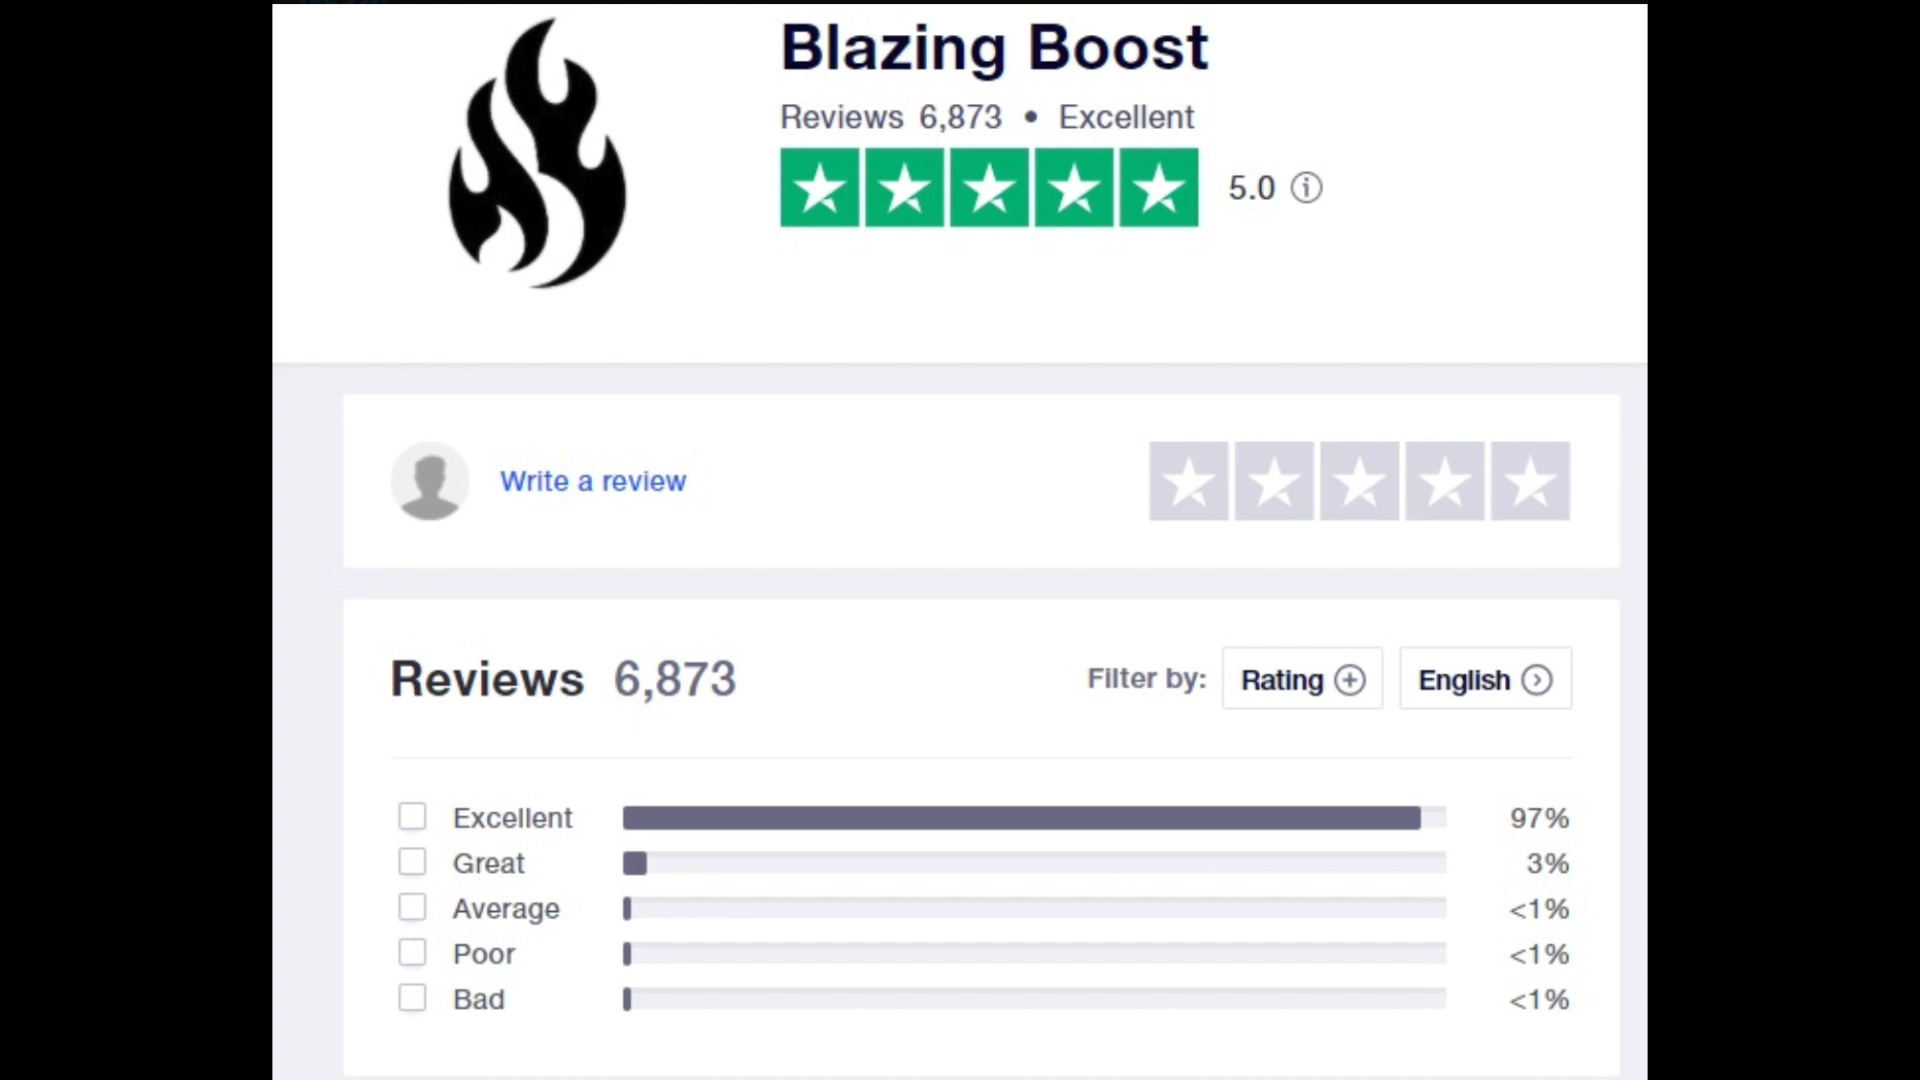 Blazing Boost
Reviews 6,873 • Excellent
5.0
Write a review
Reviews 6,873
Filter by: Rating English
Excellent 97%
Great 3%
Average <1%
Poor <1%
Bad <1%